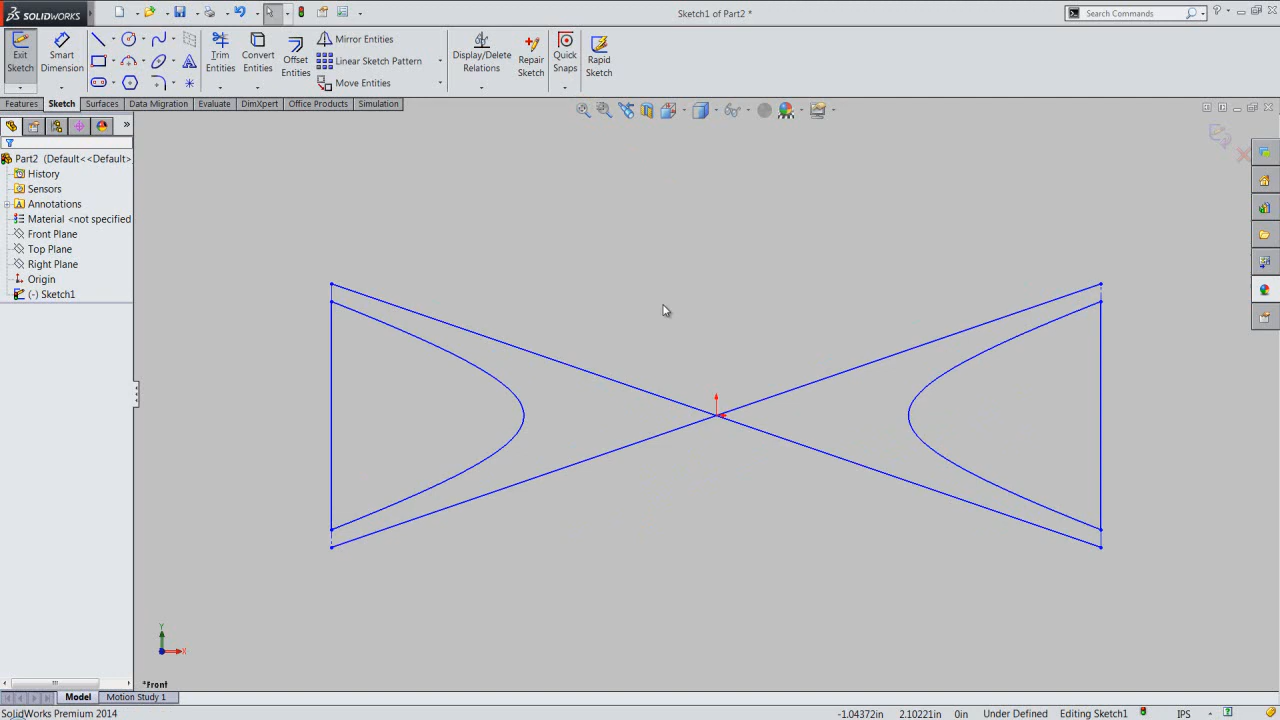 SOLIDWORKS
Sketch1 of Part2 *
Search Commands
Exit Sketch
Smart Dimension
Trim Entities
Convert Entities
Offset Entities
Mirror Entities
Linear Sketch Pattern
Move Entities
Display/Delete Relations
Repair Sketch
Quick Snaps
Rapid Sketch
Features Sketch Surfaces Data Migration Evaluate DimXpert Office Products Simulation
Part2 (Default<<Default>
History
Sensors
Annotations
Material <not specified
Front Plane
Top Plane
Right Plane
Origin
(-) Sketch1
Y
X
*Front
Model Motion Study 1
SolidWorks Premium 2014
-1.04372in 2.10221in 0in Under Defined Editing Sketch1 IPS